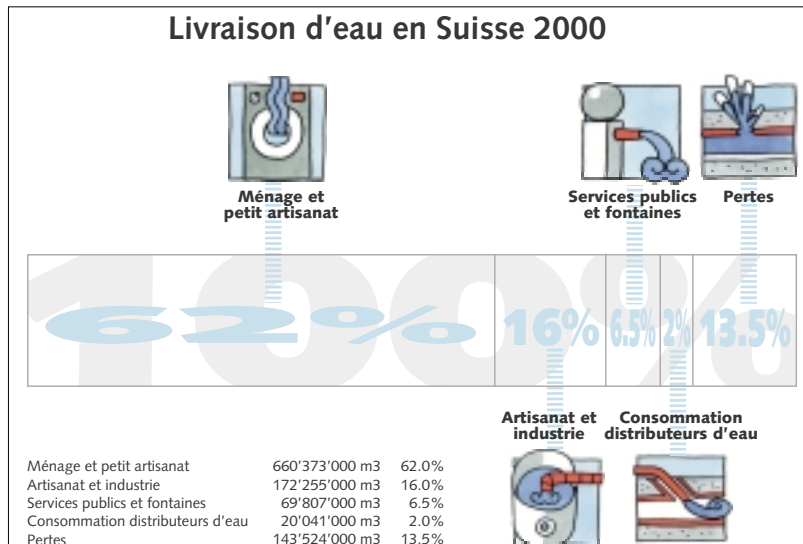 Livraison d'eau en Suisse 2000
Ménage et
petit artisanat
Services publics
et fontaines
Pertes
100%
62%
16%
6.5%
2%
13.5%
Artisanat et
industrie
Consommation
distributeurs d'eau
Ménage et petit artisanat 660'373'000 m3 62.0%
Artisanat et industrie 172'255'000 m3 16.0%
Services publics et fontaines 69'807'000 m3 6.5%
Consommation distributeurs d'eau 20'041'000 m3 2.0%
Pertes 143'524'000 m3 13.5%